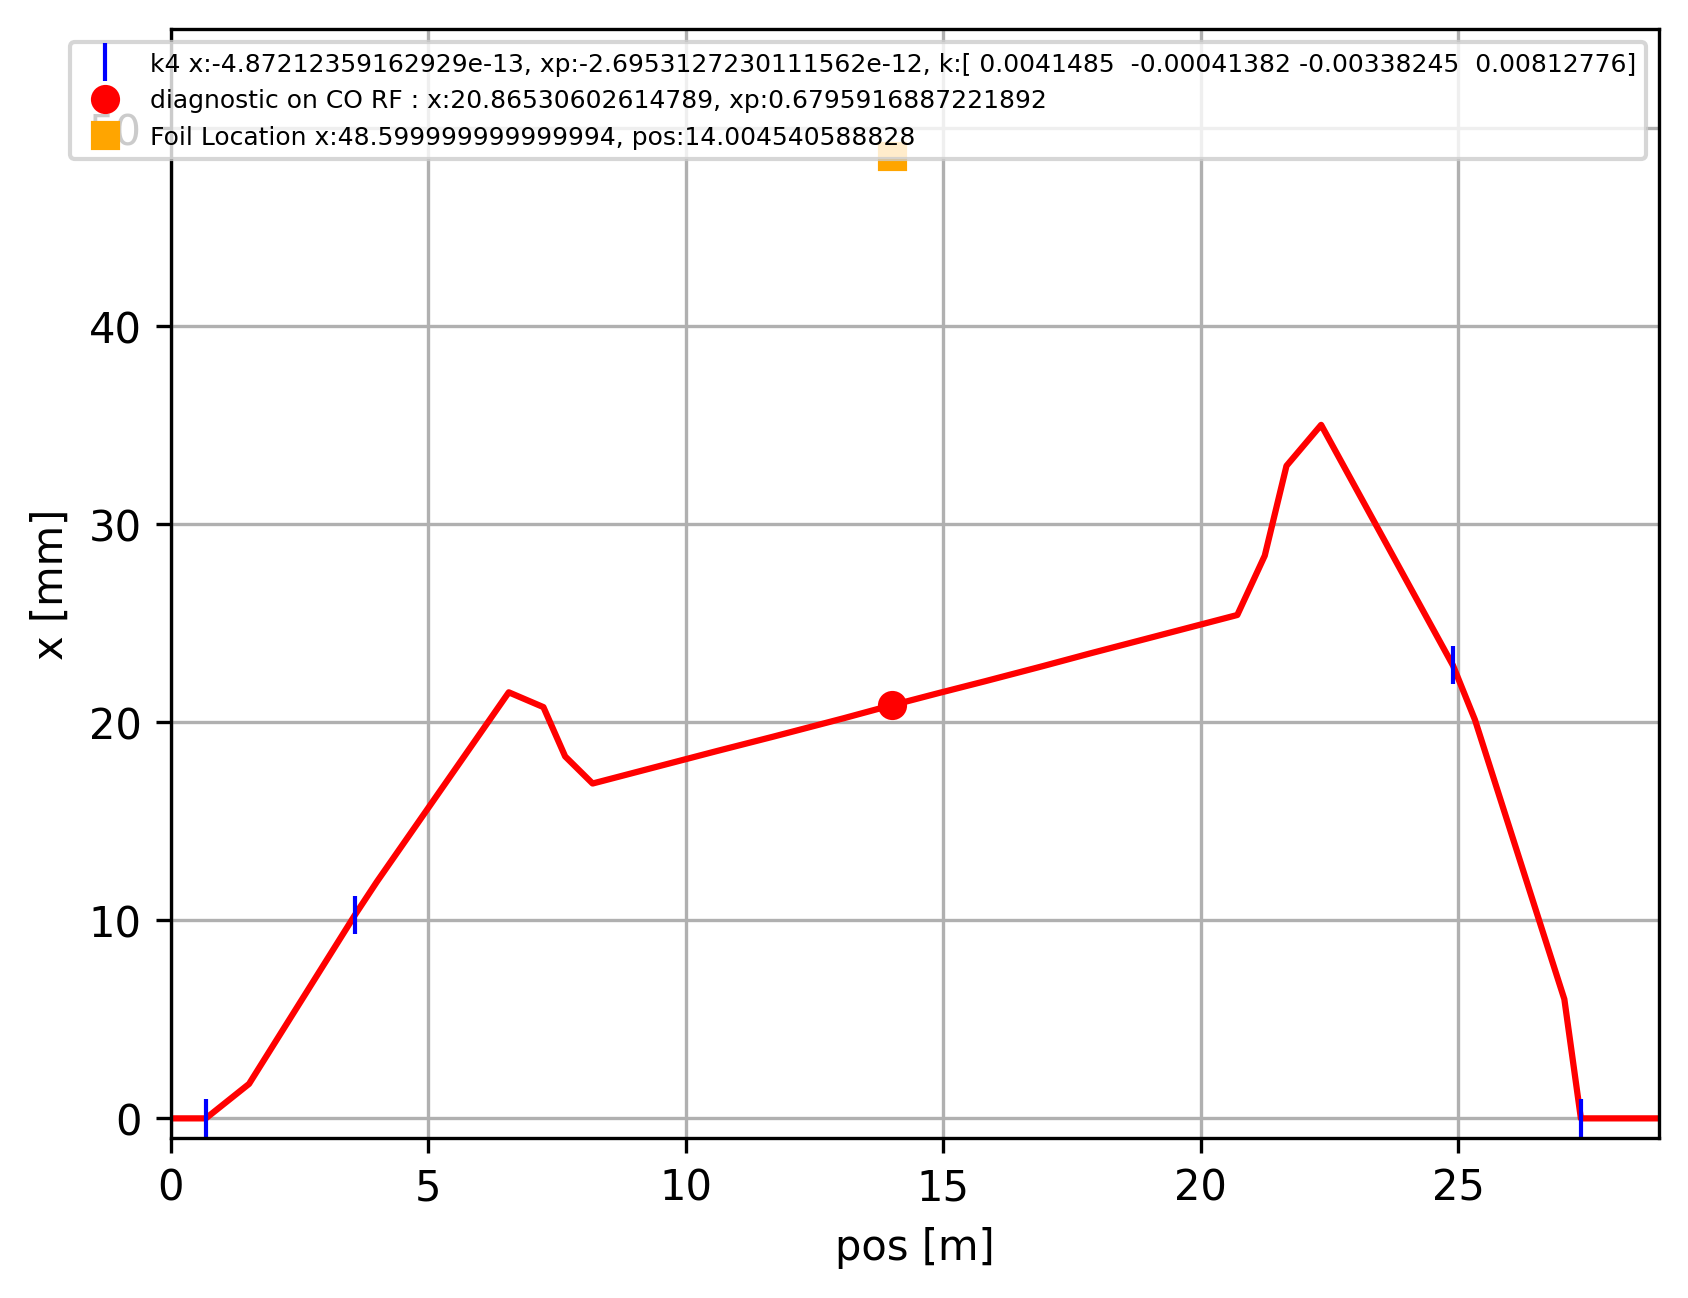 k4 x:-4.87212359162929e-13, xp:-2.6953127230111562e-12, k:[ 0.0041485  -0.00041382 -0.00338245  0.00812776]
diagnostic on CO RF : x:20.86530602614789, xp:0.6795916887221892
Foil Location x:48.599999999999994, pos:14.004540588828
50
40
30
20
10
0
x [mm]
0 5 10 15 20 25
pos [m]